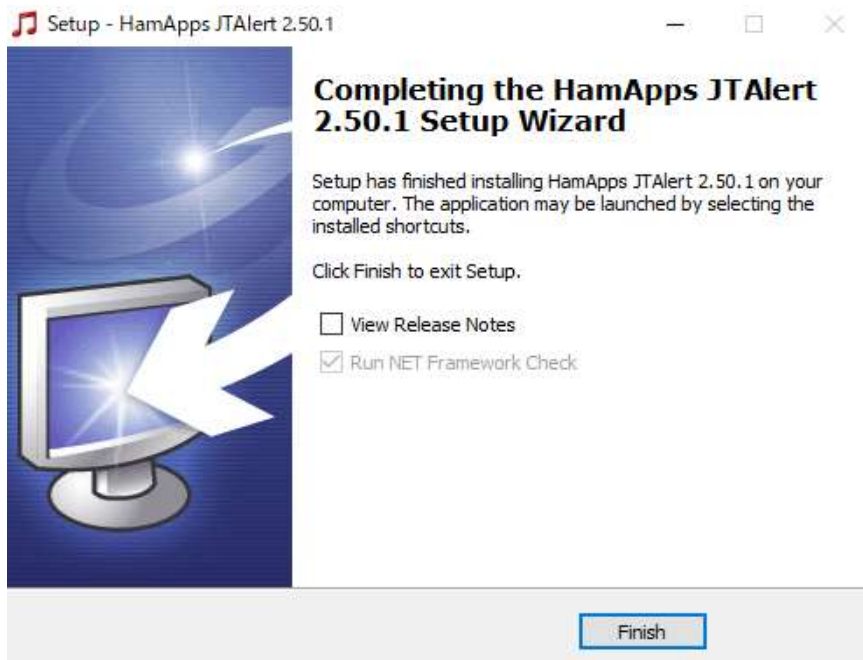 Setup - HamApps JTAlert 2.50.1
Completing the HamApps JTAlert
2.50.1 Setup Wizard
Setup has finished installing HamApps JTAlert 2.50.1 on your
computer. The application may be launched by selecting the
installed shortcuts.
Click Finish to exit Setup.
View Release Notes
Run NET Framework Check
Finish